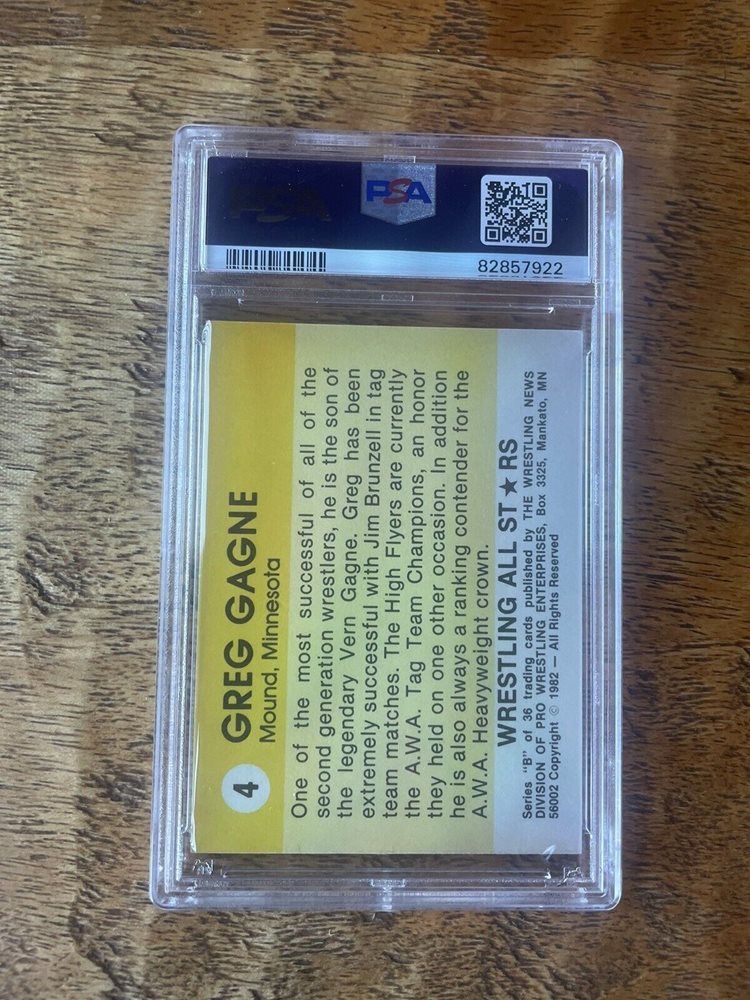 PSA
PSA
82857922
4
GREG GAGNE
Mound, Minnesota
One of the most successful of all of the
second generation wrestlers, he is the son of
the legendary Vern Gagne. Greg has been
extremely successful with Jim Brunzell in tag
team matches. The High Flyers are currently
the A.W.A. Tag Team Champions, an honor
they held on one other occasion. In addition
he is also always a ranking contender for the
A.W.A. Heavyweight crown.
WRESTLING ALL ST★RS
Series "B" of 36 trading cards published by THE WRESTLING NEWS
DIVISION OF PRO WRESTLING ENTERPRISES, Box 3325, Mankato, MN
56002 Copyright © 1982 — All Rights Reserved